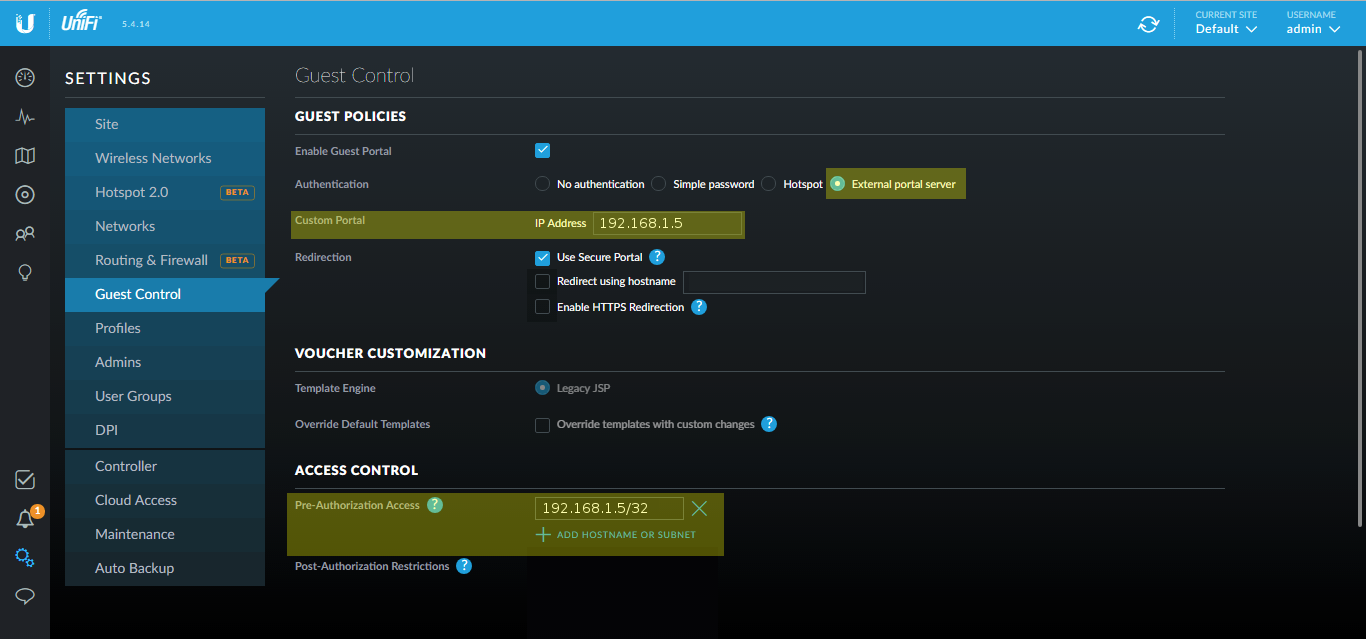 UniFi 5.4.14
CURRENT SITE
Default
USERNAME
admin
SETTINGS
Site
Wireless Networks
Hotspot 2.0 BETA
Networks
Routing & Firewall BETA
Guest Control
Profiles
Admins
User Groups
DPI
Controller
Cloud Access
Maintenance
Auto Backup
1
Guest Control
GUEST POLICIES
Enable Guest Portal
Authentication No authentication Simple password Hotspot External portal server
Custom Portal IP Address 192.168.1.5
Redirection Use Secure Portal ?
Redirect using hostname
Enable HTTPS Redirection ?
VOUCHER CUSTOMIZATION
Template Engine Legacy JSP
Override Default Templates Override templates with custom changes ?
ACCESS CONTROL
Pre-Authorization Access ? 192.168.1.5/32
ADD HOSTNAME OR SUBNET
Post-Authorization Restrictions ?